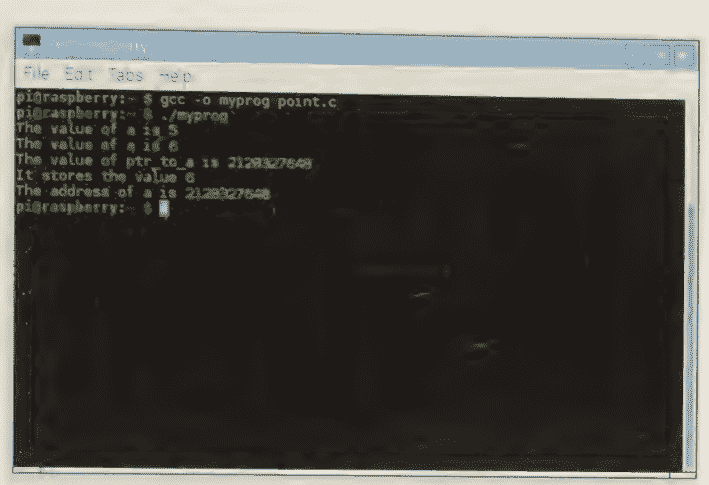 File Edit Tabs Help
pi@raspberry:~ $ gcc -o myprog point.c
pi@raspberry:~ $ ./myprog
The value of a is 5
The value of a is 6
The value of ptr_to_a is 2120327640
It stores the value 6
The address of a is 2120327640
pi@raspberry:~ $